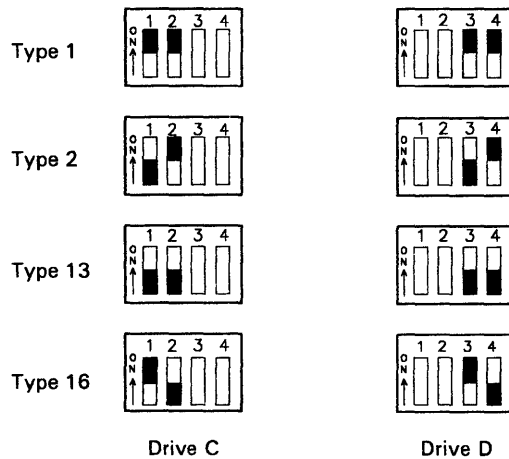 1 2 3 4 1 2 3 4
Type 1 ON ON
1 2 3 4 1 2 3 4
Type 2 ON ON
1 2 3 4 1 2 3 4
Type 13 ON ON
1 2 3 4 1 2 3 4
Type 16 ON ON
Drive C Drive D